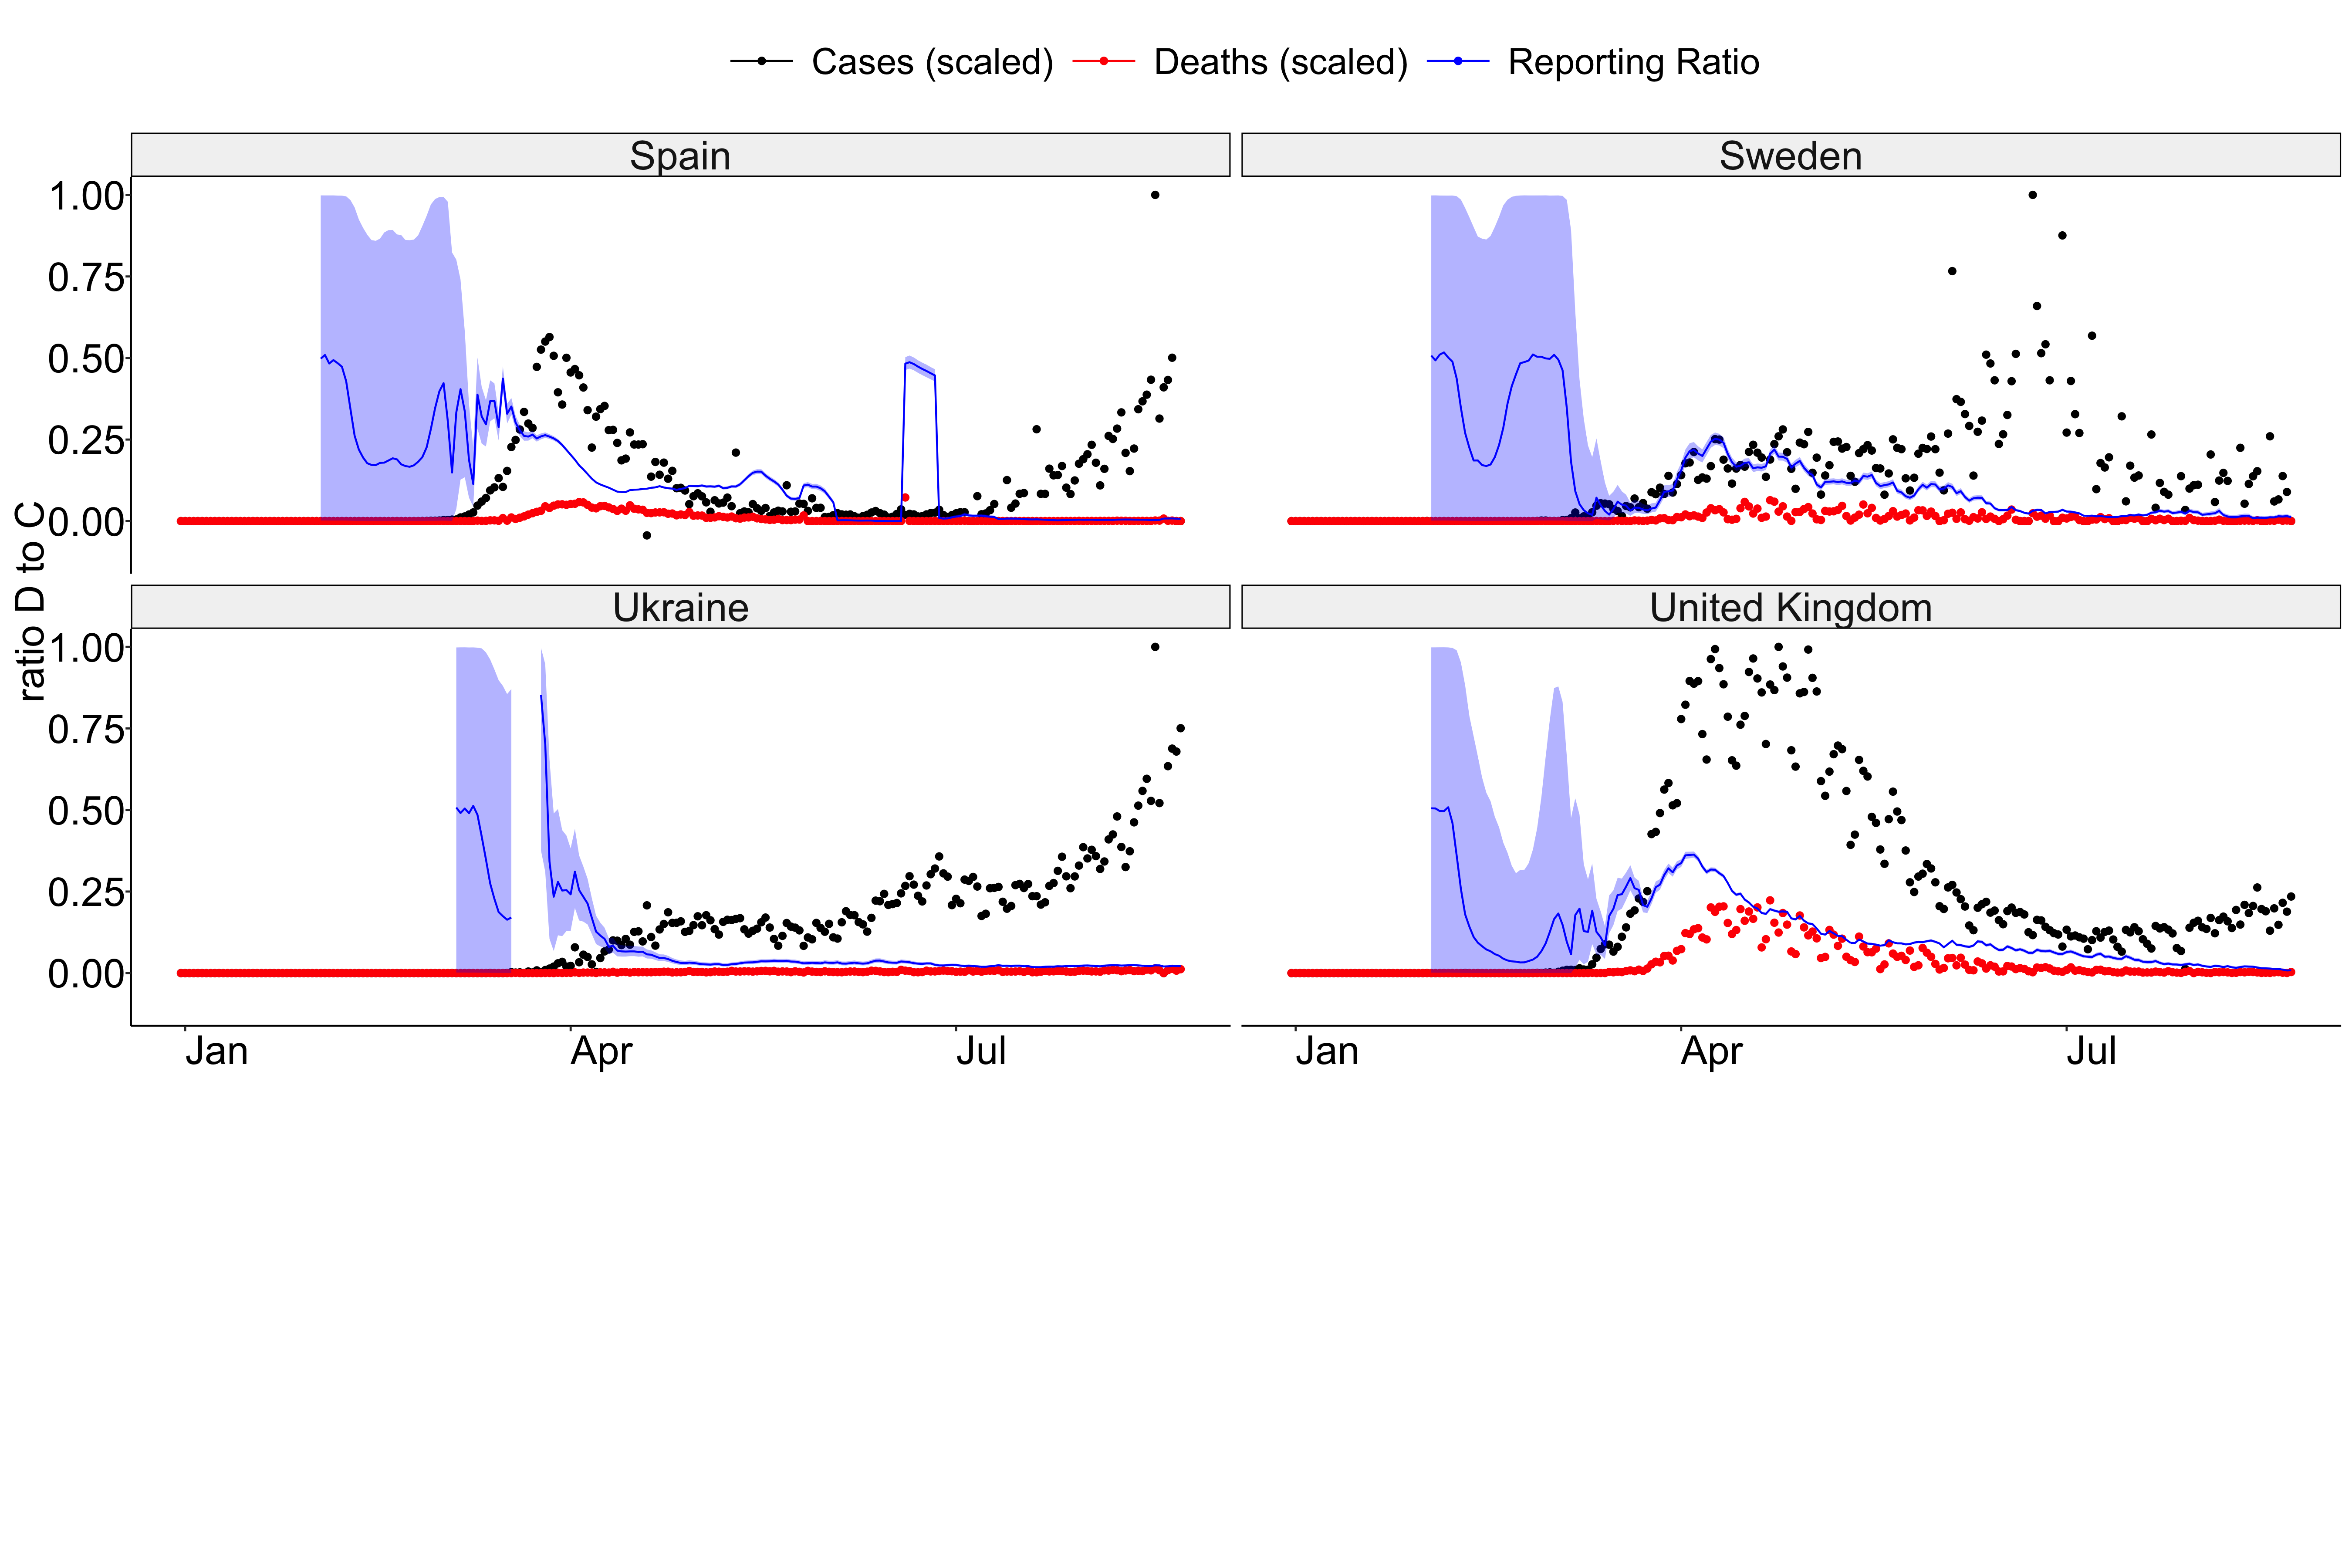 Cases (scaled) Deaths (scaled) Reporting Ratio
Spain Sweden
1.00
0.75
0.50
0.25
0.00
Ukraine United Kingdom
1.00
0.75
0.50
0.25
0.00
ratio D to C
Jan Apr Jul Jan Apr Jul